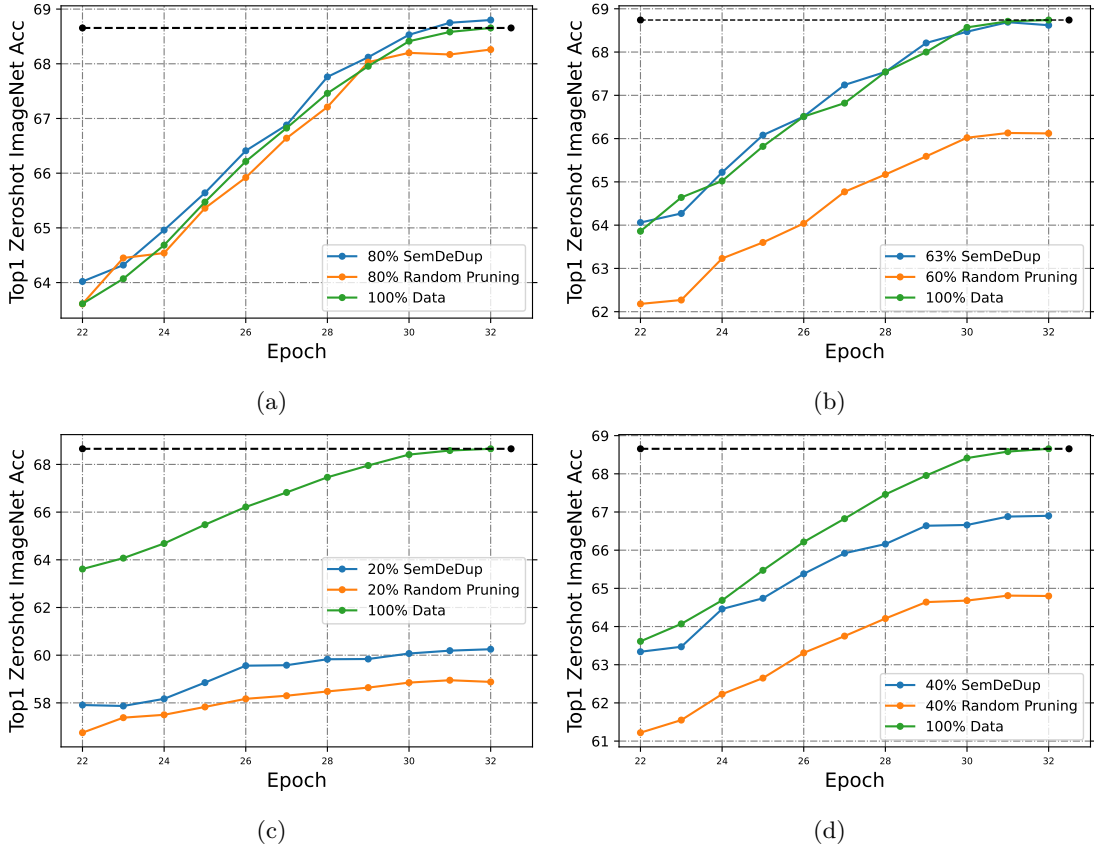 Top1 Zeroshot ImageNet Acc
69
68
67
66
65
64
80% SemDeDup
80% Random Pruning
100% Data
22
24
26
28
30
32
Epoch
(a)
Top1 Zeroshot ImageNet Acc
69
68
67
66
65
64
63
62
63% SemDeDup
60% Random Pruning
100% Data
22
24
26
28
30
32
Epoch
(b)
Top1 Zeroshot ImageNet Acc
68
66
64
62
60
58
20% SemDeDup
20% Random Pruning
100% Data
22
24
26
28
30
32
Epoch
(c)
Top1 Zeroshot ImageNet Acc
69
68
67
66
65
64
63
62
61
40% SemDeDup
40% Random Pruning
100% Data
22
24
26
28
30
32
Epoch
(d)